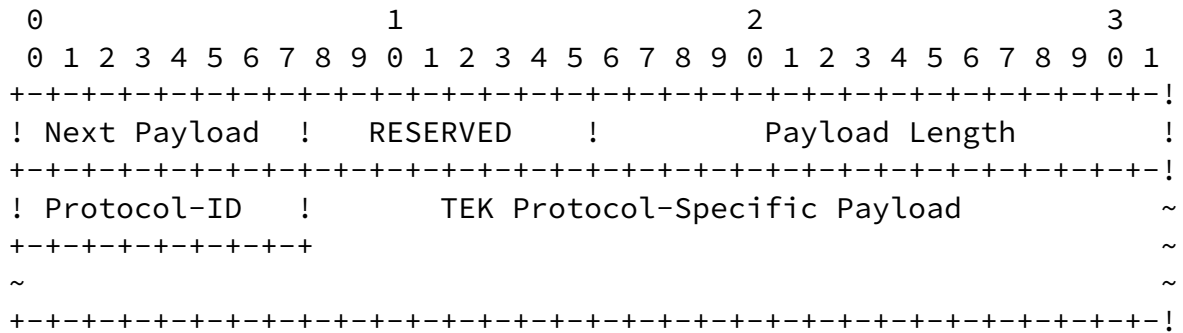 0                   1                   2                   3
 0 1 2 3 4 5 6 7 8 9 0 1 2 3 4 5 6 7 8 9 0 1 2 3 4 5 6 7 8 9 0 1
+-+-+-+-+-+-+-+-+-+-+-+-+-+-+-+-+-+-+-+-+-+-+-+-+-+-+-+-+-+-+-+-!
! Next Payload  !   RESERVED    !         Payload Length        !
+-+-+-+-+-+-+-+-+-+-+-+-+-+-+-+-+-+-+-+-+-+-+-+-+-+-+-+-+-+-+-+-!
! Protocol-ID   !       TEK Protocol-Specific Payload           ~
+-+-+-+-+-+-+-+-+                                               ~
~                                                               ~
+-+-+-+-+-+-+-+-+-+-+-+-+-+-+-+-+-+-+-+-+-+-+-+-+-+-+-+-+-+-+-+-!